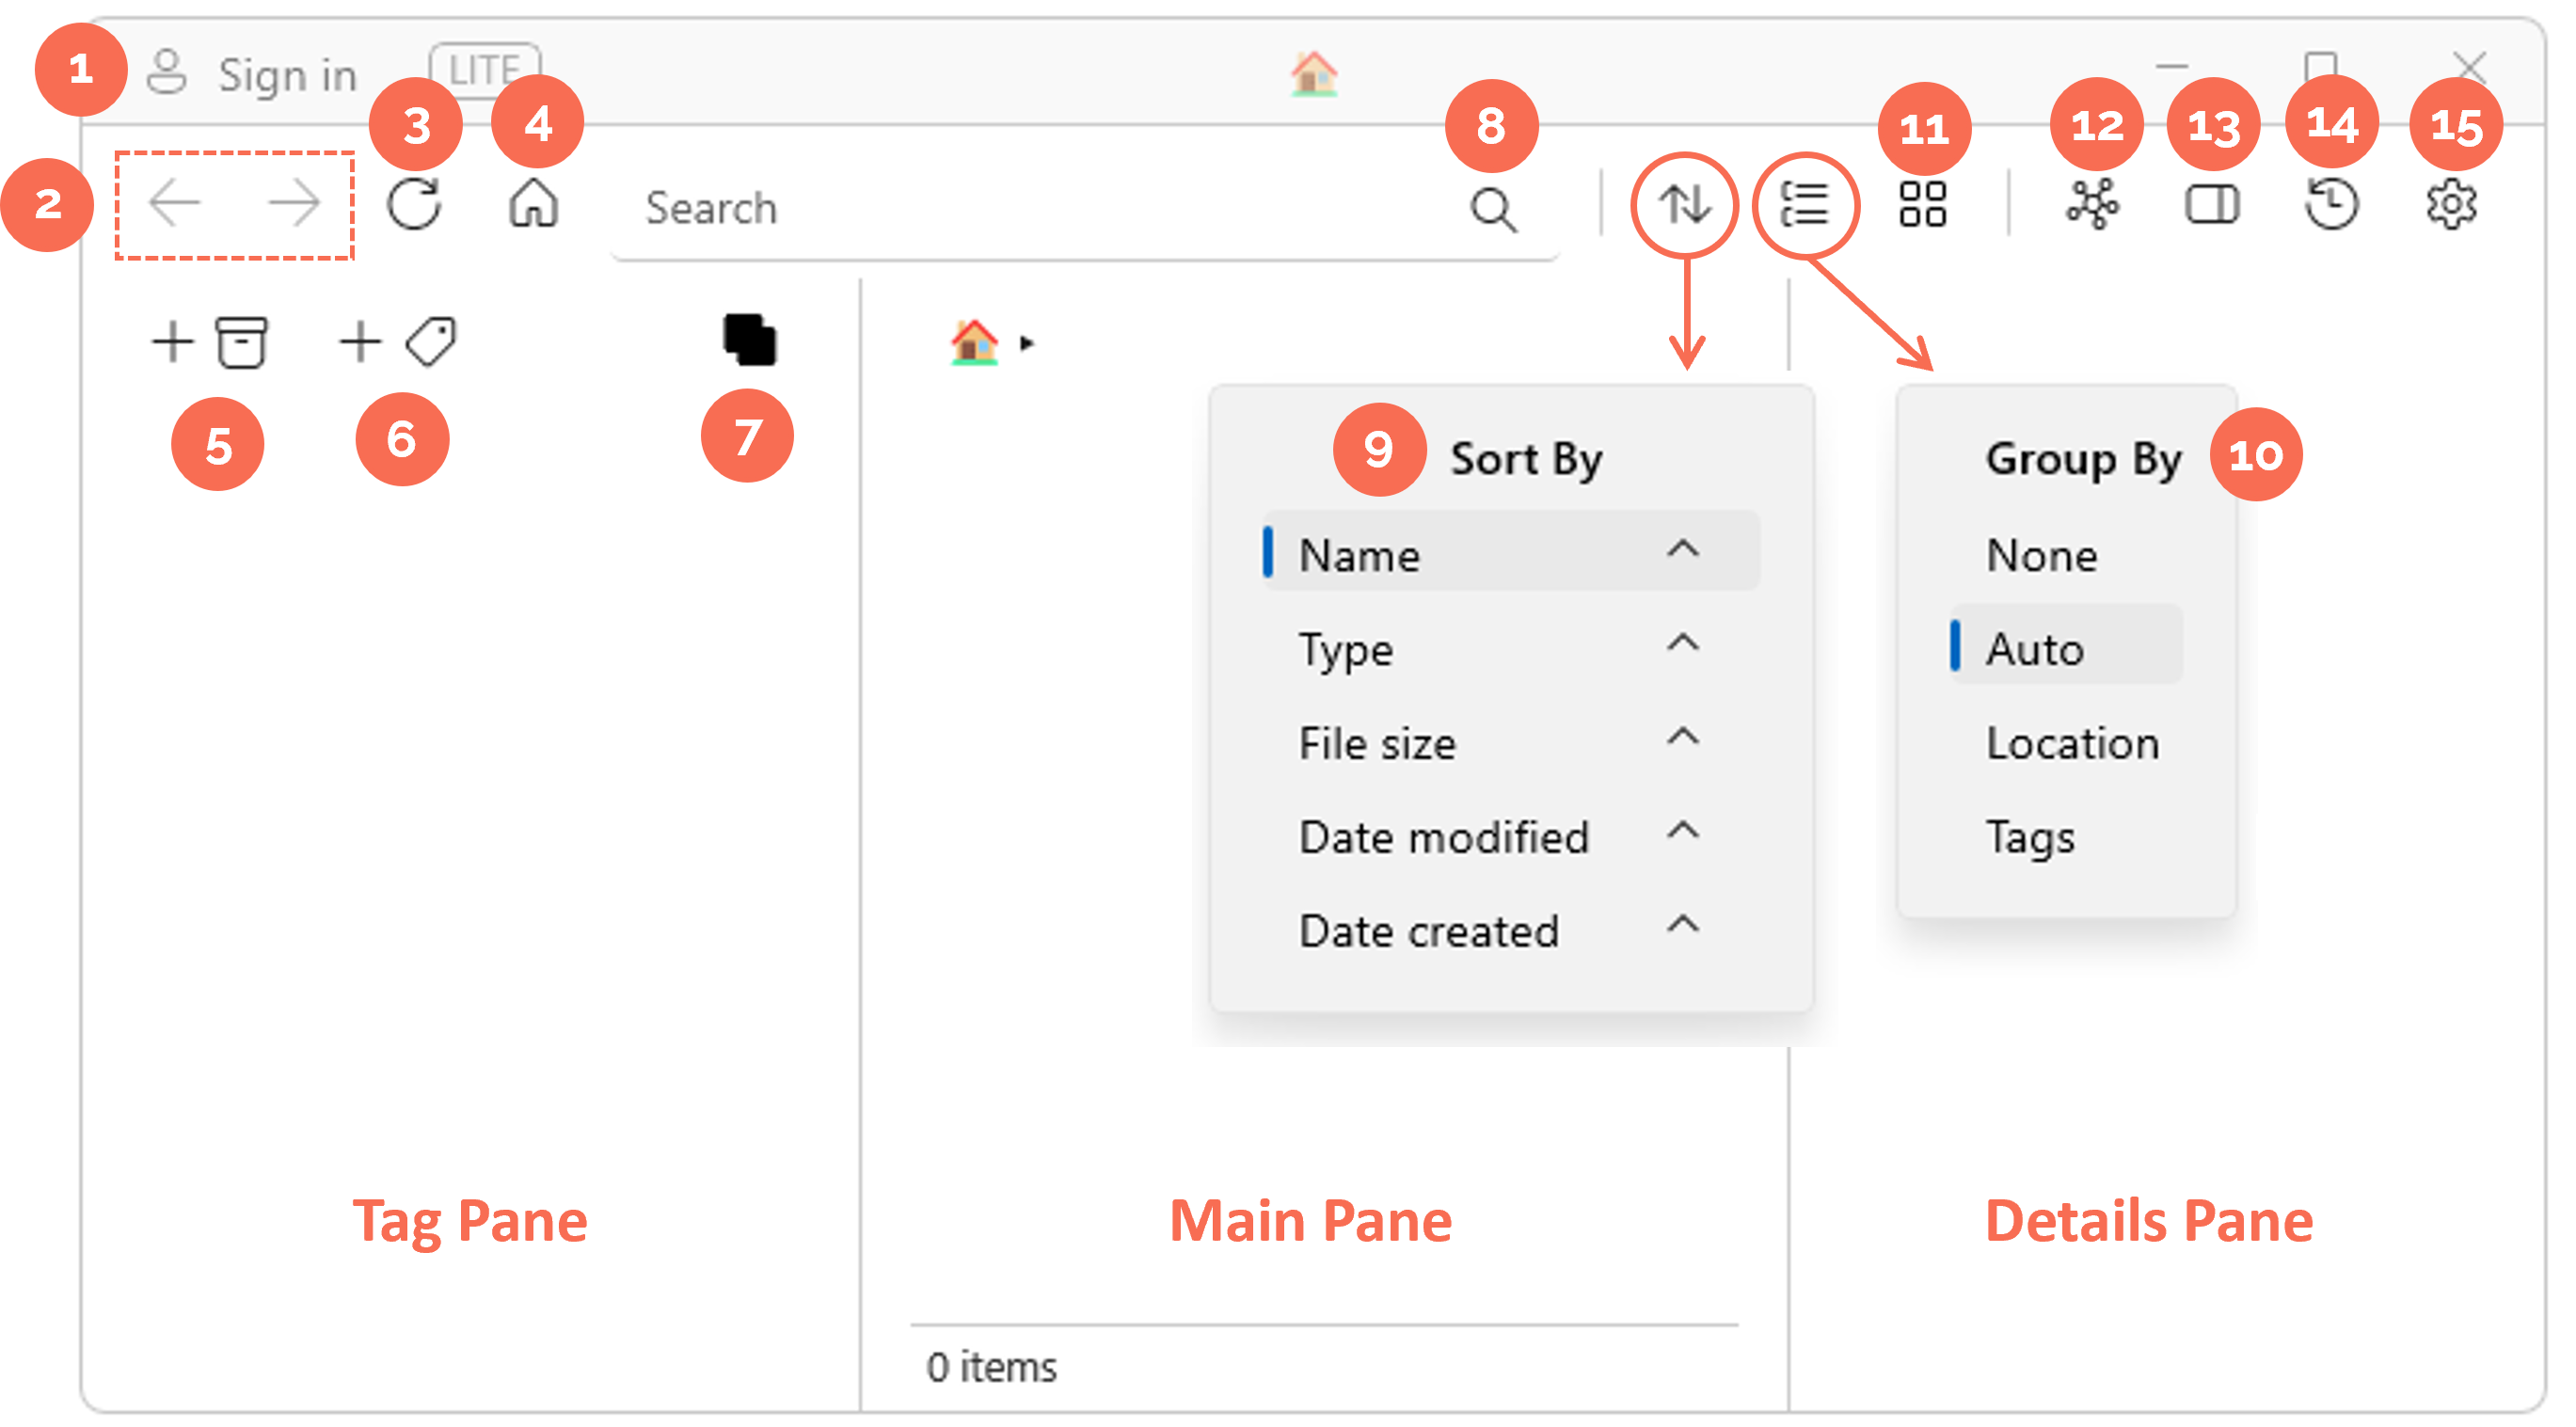 1 Sign in LITE
3 4 8 11 12 13 14 15
2 Search
5 6 7
9 Sort By
Name
Type
File size
Date modified
Date created
Group By 10
None
Auto
Location
Tags
Tag Pane
Main Pane
Details Pane
0 items